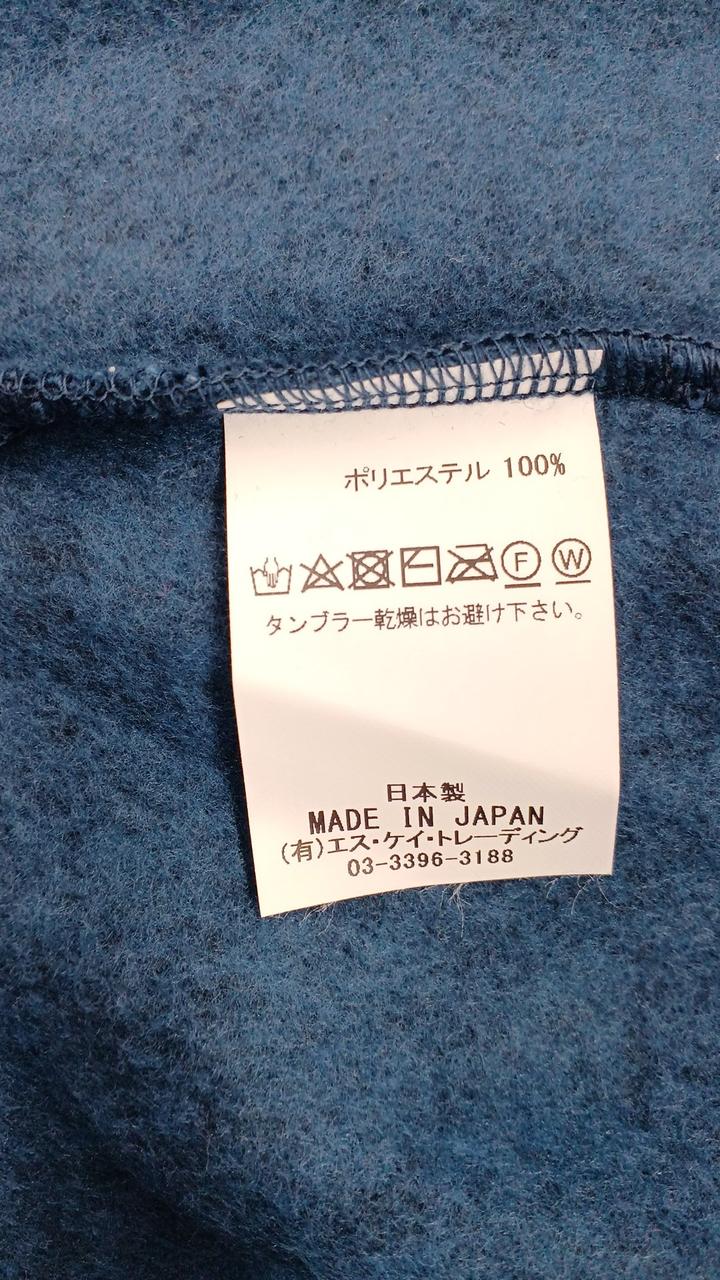 ポリエステル 100%
F W
タンブラー乾燥はお避け下さい。
日本製
MADE IN JAPAN
(有)エス・ケイ・トレーディング
03-3396-3188